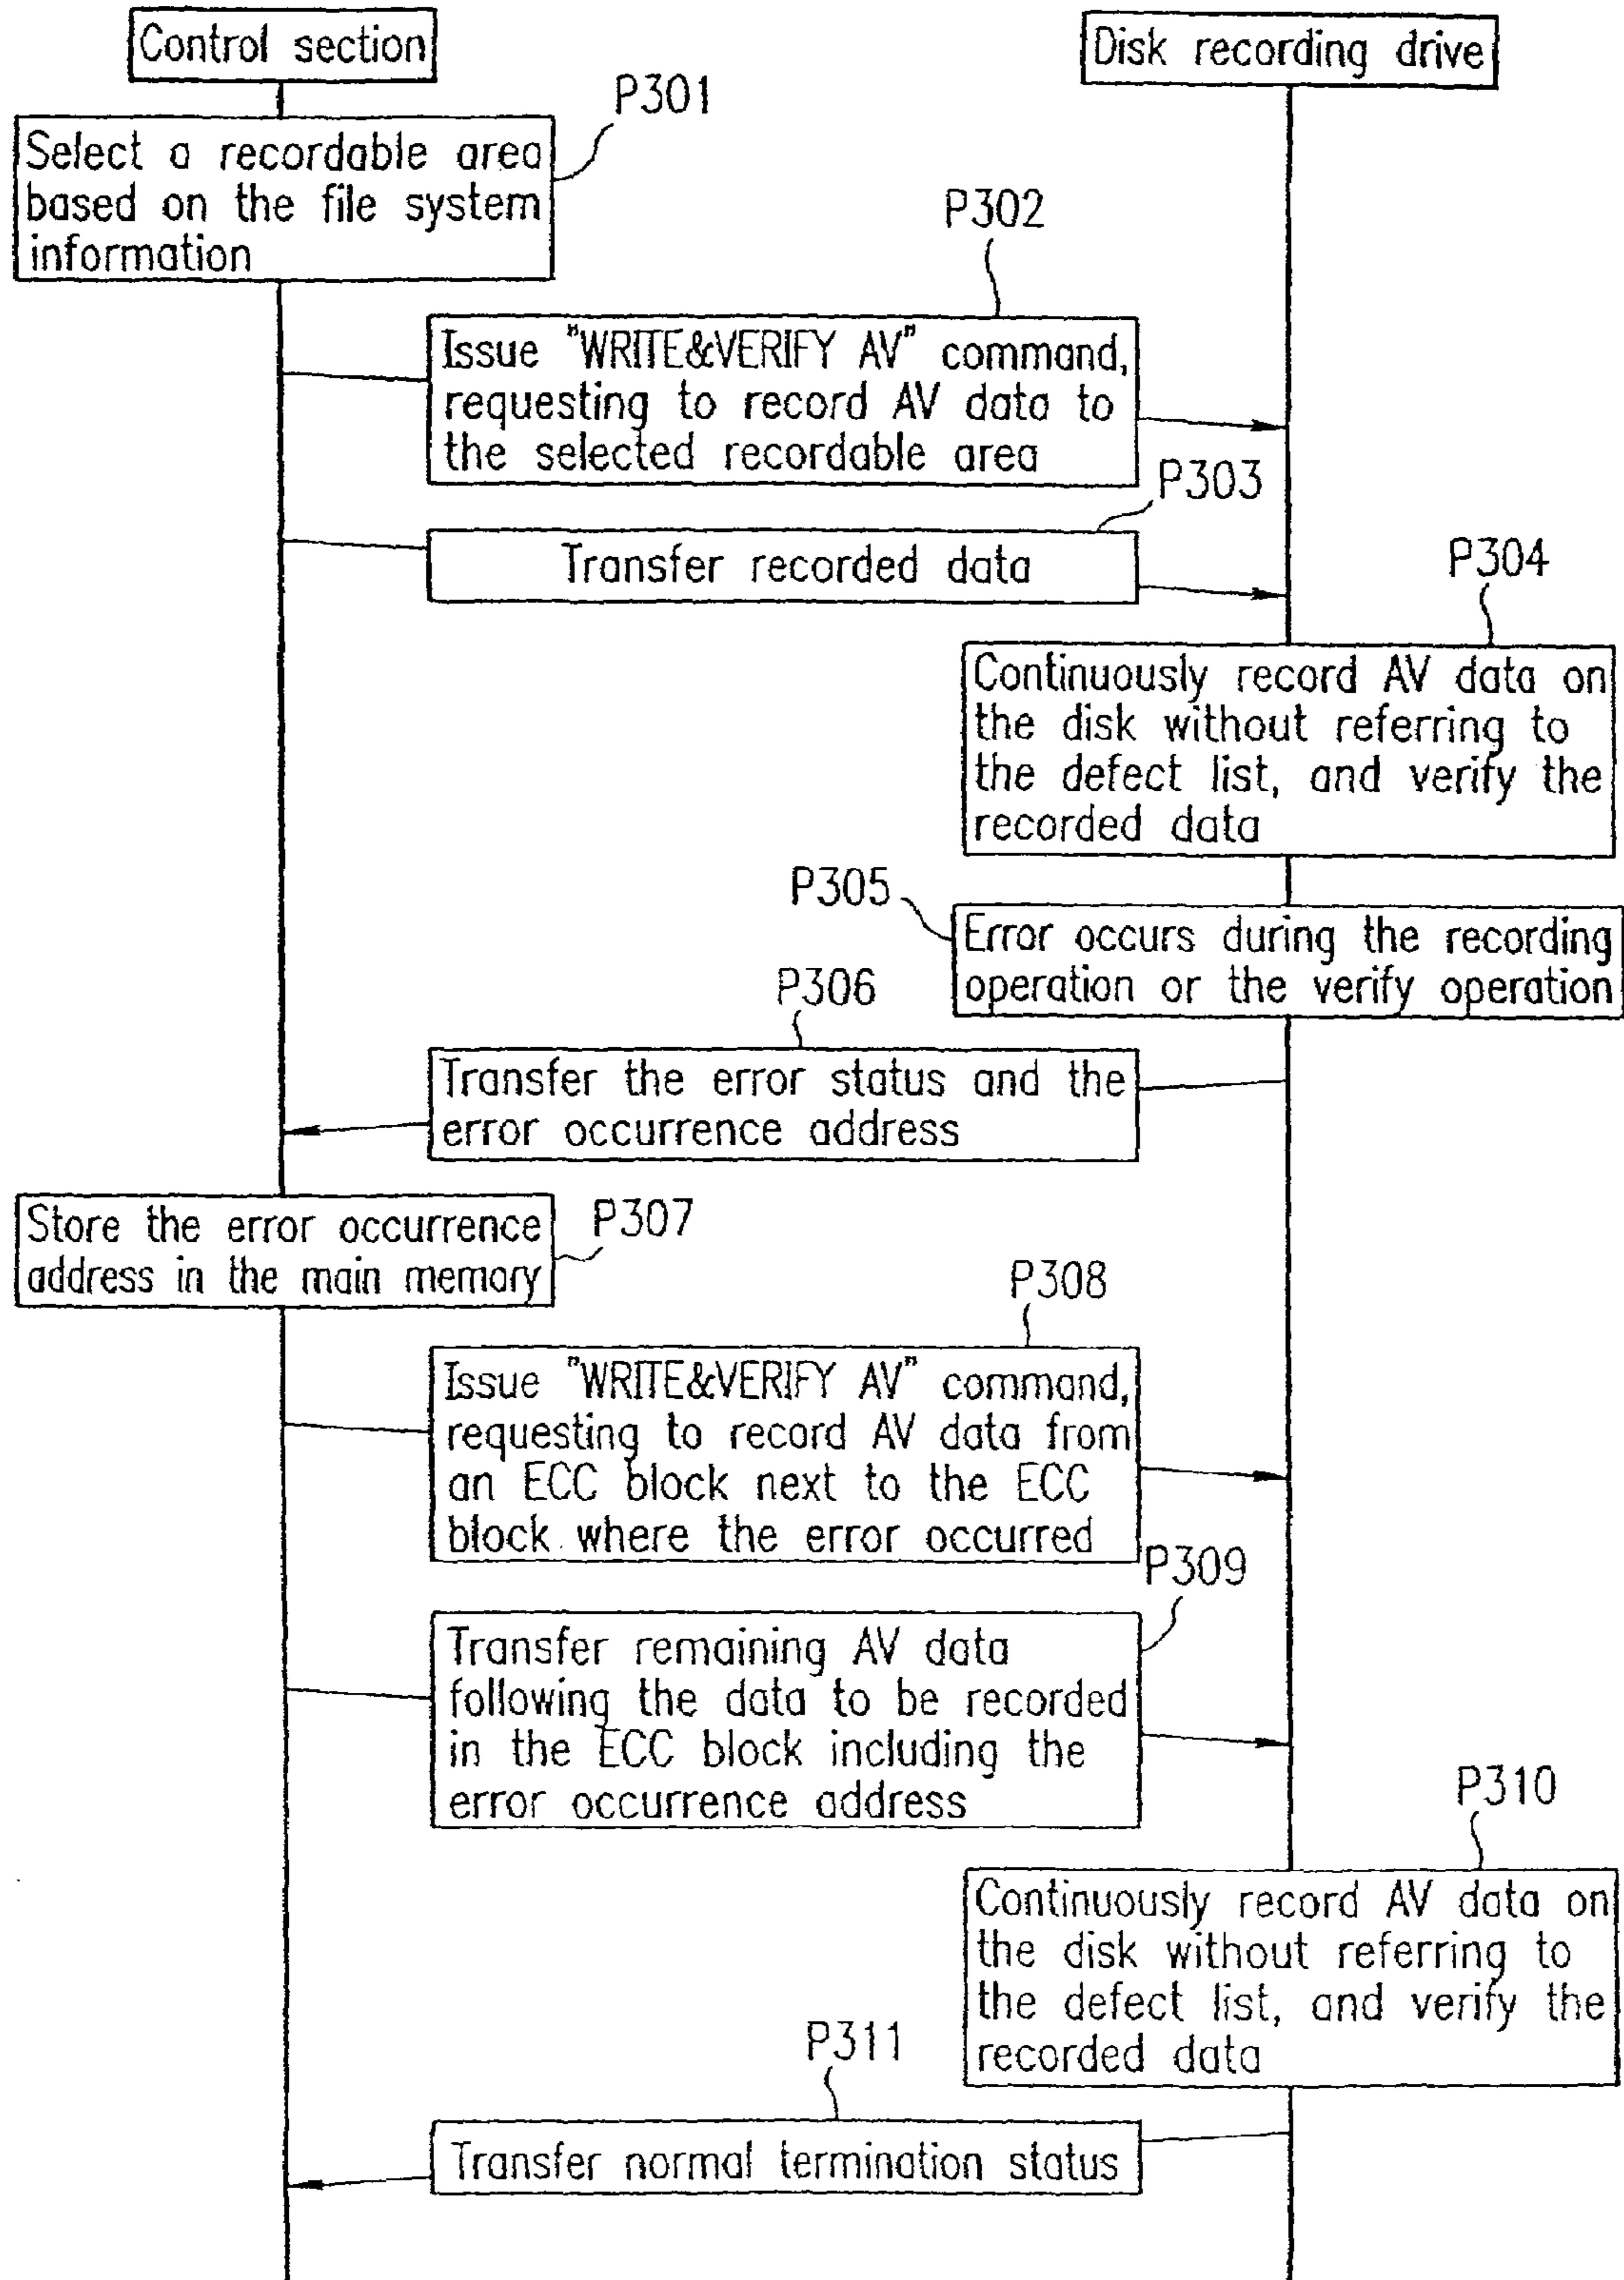 Control section
Disk recording drive
P301
Select a recordable area
based on the file system
information
P302
Issue "WRITE&VERIFY AV" command,
requesting to record AV data to
the selected recordable area
P303
Transfer recorded data
P304
Continuously record AV data on
the disk without referring to
the defect list, and verify the
recorded data
P305
Error occurs during the recording
operation or the verify operation
P306
Transfer the error status and the
error occurrence address
Store the error occurrence
address in the main memory
P307
P308
Issue "WRITE&VERIFY AV" command,
requesting to record AV data from
an ECC block next to the ECC
block where the error occurred
P309
Transfer remaining AV data
following the data to be recorded
in the ECC block including the
error occurrence address
P310
Continuously record AV data on
the disk without referring to
the defect list, and verify the
recorded data
P311
Transfer normal termination status